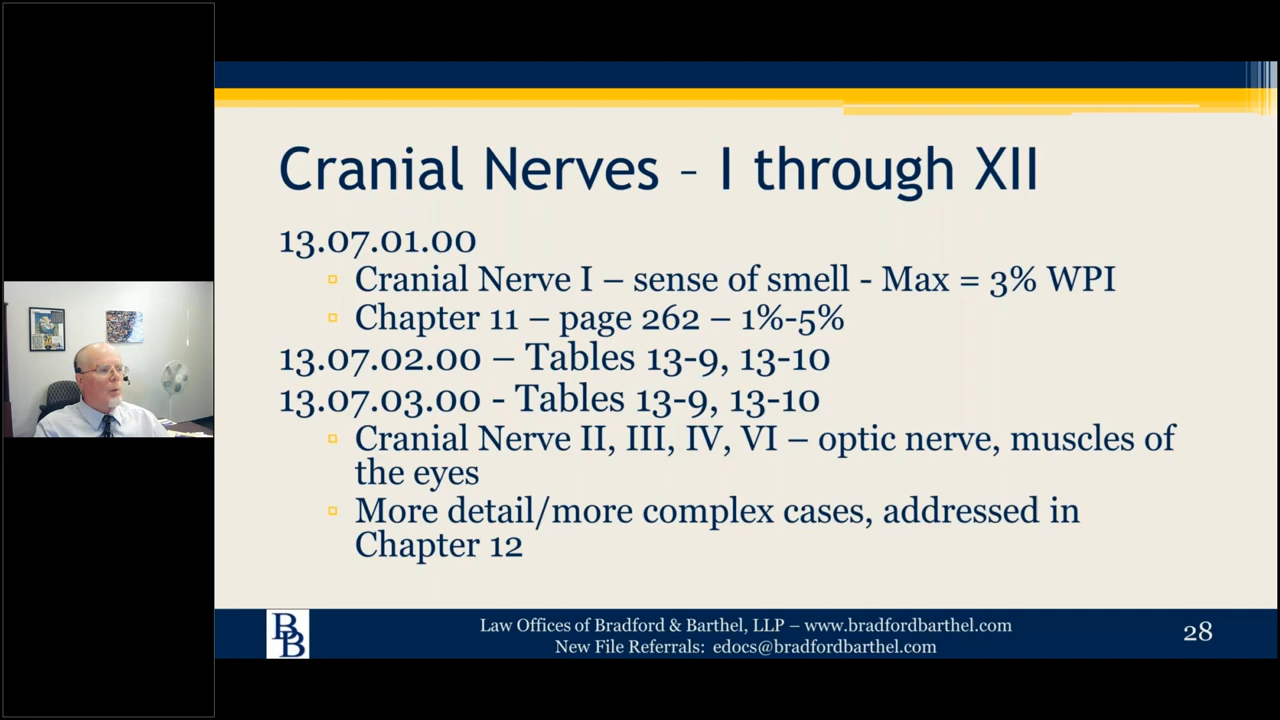 Cranial Nerves – I through XII
13.07.01.00
Cranial Nerve I – sense of smell - Max = 3% WPI
Chapter 11 – page 262 – 1%-5%
13.07.02.00 – Tables 13-9, 13-10
13.07.03.00 - Tables 13-9, 13-10
Cranial Nerve II, III, IV, VI – optic nerve, muscles of
the eyes
More detail/more complex cases, addressed in
Chapter 12
BB
Law Offices of Bradford & Barthel, LLP – www.bradfordbarthel.com
New File Referrals: edocs@bradfordbarthel.com
28